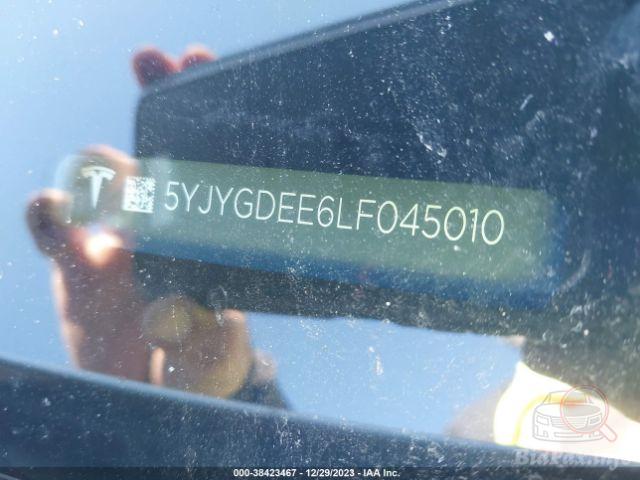 5YJYGDEE6LF045010
000-38423467 - 12/29/2023 - IAA Inc.